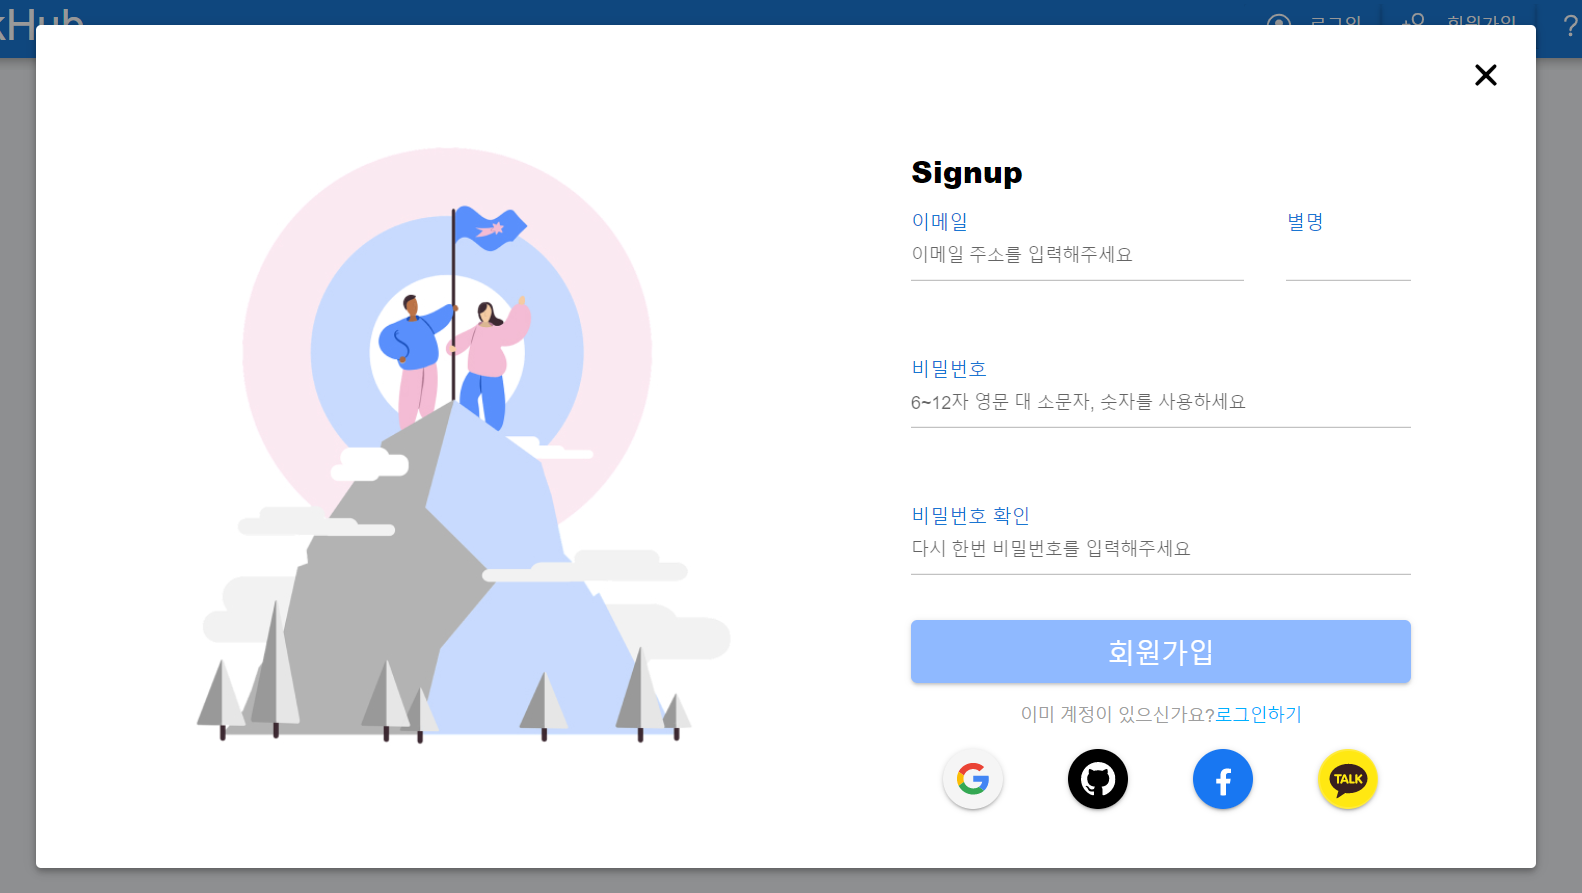 kHub 로그인 회원가입 ?
Signup
이메일 별명
이메일 주소를 입력해주세요
비밀번호
6~12자 영문 대 소문자, 숫자를 사용하세요
비밀번호 확인
다시 한번 비밀번호를 입력해주세요
회원가입
이미 계정이 있으신가요?로그인하기
TALK